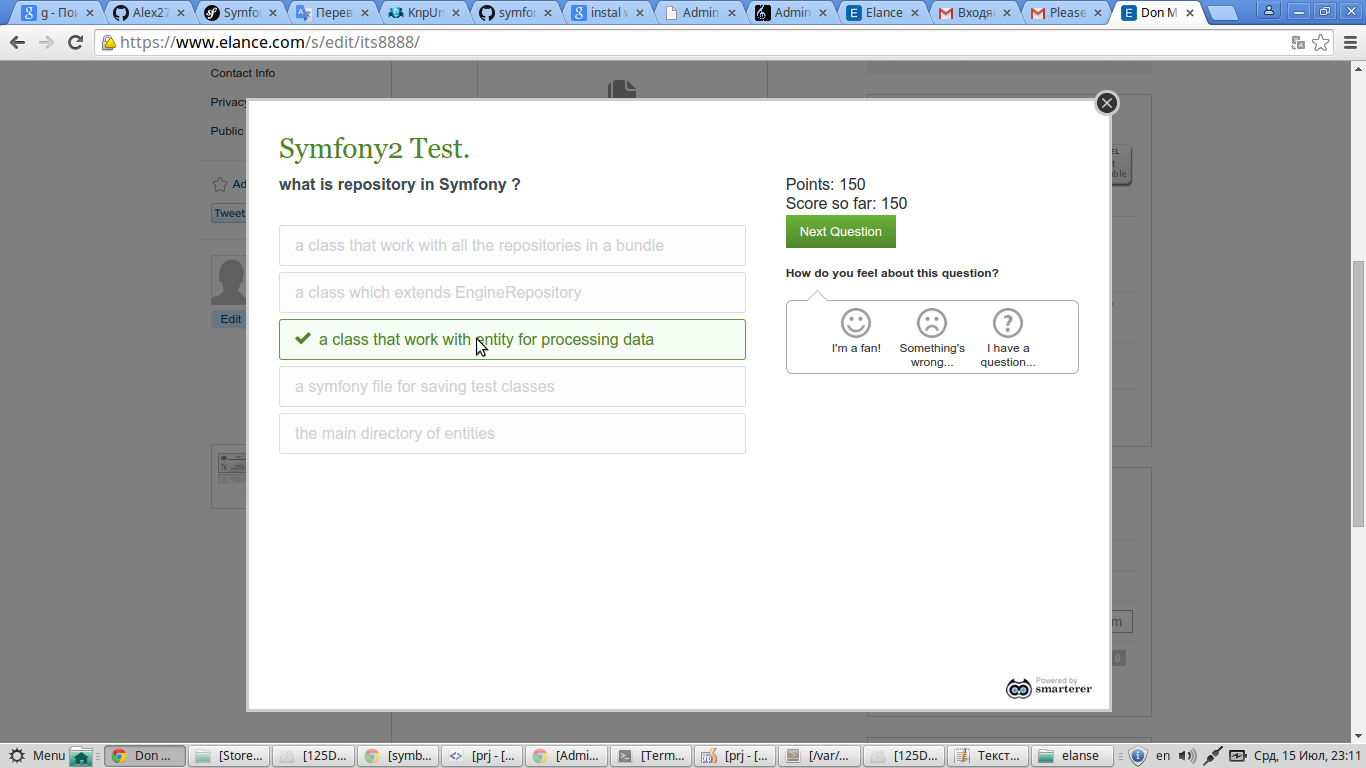 g - Пои
Alex27
Symfo
Перев
KnpUn
symfo
instal w
Admin
Admin
Elance
Входя
Please
Don M
https://www.elance.com/s/edit/its8888/
Contact Info
Privacy
Public
Ad
Tweet
Edit
Symfony2 Test.
what is repository in Symfony ?
a class that work with all the repositories in a bundle
a class which extends EngineRepository
a class that work with entity for processing data
a symfony file for saving test classes
the main directory of entities
Points: 150
Score so far: 150
Next Question
How do you feel about this question?
I'm a fan!
Something's
wrong...
I have a
question...
Powered by
smarterer
Menu
Don ...
[Store...
[125D...
[symb...
[prj - [...
[Admi...
[Term...
[prj - [...
[/var/...
[125D...
Текст...
elanse
en
Срд, 15 Июл, 23:11